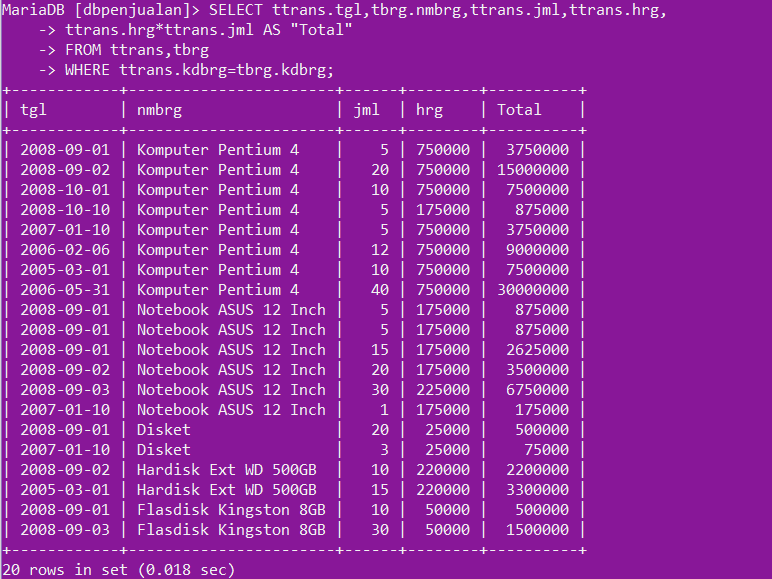 MariaDB [dbpenjualan]> SELECT ttrans.tgl,tbrg.nmbrg,ttrans.jml,ttrans.hrg,
    -> ttrans.hrg*ttrans.jml AS "Total"
    -> FROM ttrans,tbrg
    -> WHERE ttrans.kdbrg=tbrg.kdbrg;
+------------+-----------------------+------+--------+----------+
| tgl        | nmbrg                 | jml  | hrg    | Total    |
+------------+-----------------------+------+--------+----------+
| 2008-09-01 | Komputer Pentium 4    |    5 | 750000 |  3750000 |
| 2008-09-02 | Komputer Pentium 4    |   20 | 750000 | 15000000 |
| 2008-10-01 | Komputer Pentium 4    |   10 | 750000 |  7500000 |
| 2008-10-10 | Komputer Pentium 4    |    5 | 175000 |   875000 |
| 2007-01-10 | Komputer Pentium 4    |    5 | 750000 |  3750000 |
| 2006-02-06 | Komputer Pentium 4    |   12 | 750000 |  9000000 |
| 2005-03-01 | Komputer Pentium 4    |   10 | 750000 |  7500000 |
| 2006-05-31 | Komputer Pentium 4    |   40 | 750000 | 30000000 |
| 2008-09-01 | Notebook ASUS 12 Inch |    5 | 175000 |   875000 |
| 2008-09-01 | Notebook ASUS 12 Inch |    5 | 175000 |   875000 |
| 2008-09-01 | Notebook ASUS 12 Inch |   15 | 175000 |  2625000 |
| 2008-09-02 | Notebook ASUS 12 Inch |   20 | 175000 |  3500000 |
| 2008-09-03 | Notebook ASUS 12 Inch |   30 | 225000 |  6750000 |
| 2007-01-10 | Notebook ASUS 12 Inch |    1 | 175000 |   175000 |
| 2008-09-01 | Disket                |   20 |  25000 |   500000 |
| 2007-01-10 | Disket                |    3 |  25000 |    75000 |
| 2008-09-02 | Hardisk Ext WD 500GB  |   10 | 220000 |  2200000 |
| 2005-03-01 | Hardisk Ext WD 500GB  |   15 | 220000 |  3300000 |
| 2008-09-01 | Flasdisk Kingston 8GB |   10 |  50000 |   500000 |
| 2008-09-03 | Flasdisk Kingston 8GB |   30 |  50000 |  1500000 |
+------------+-----------------------+------+--------+----------+
20 rows in set (0.018 sec)